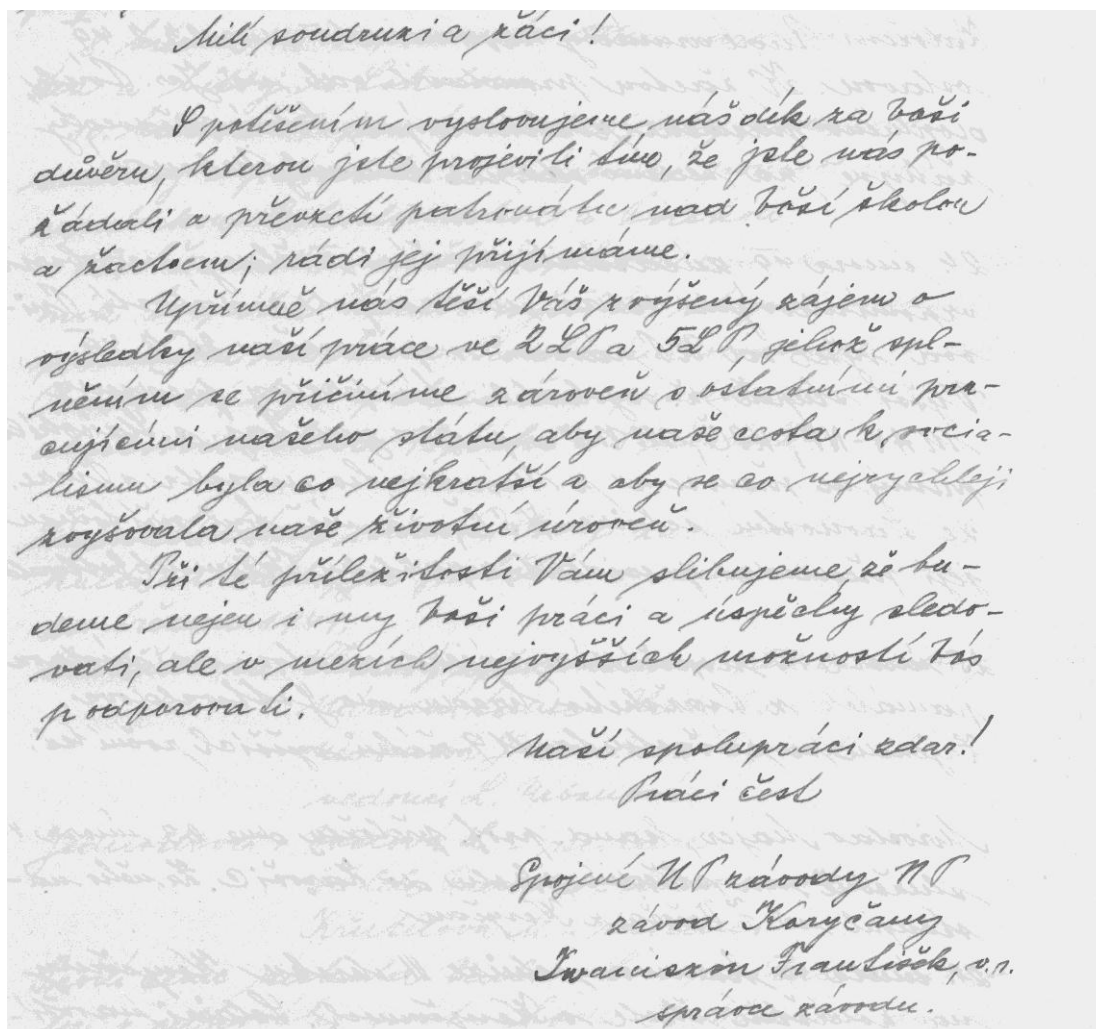 Milí soudruzi a žáci!
S potěšením vyslovujeme náš dík za Vaší
důvěru, kterou jste projevili tím, že jste nás po-
žádali o převzetí patronátu nad Vaší školou
a žactvem; rádi jej přijímáme.
Upřímně nás těší Váš zvýšený zájem o
výsledky naší práce ve 2LP a 5LP, jehož spl-
něním se přičiníme zároveň s ostatními pra-
cujícími našeho státu, aby naše cesta k socia-
lismu byla co nejkratší a aby se co nejrychleji
zvyšovala naše životní úroveň.
Při té příležitosti Vám slibujeme, že bu-
deme nejen i my Vaši práci a úspěchy sledo-
vati, ale v mezích nejvyšších možností Vás
podporovati.
Naší spolupráci zdar!
Práci čest
Spojené UP závody NP
závod Koryčany
František, v.r.
správce závodu.